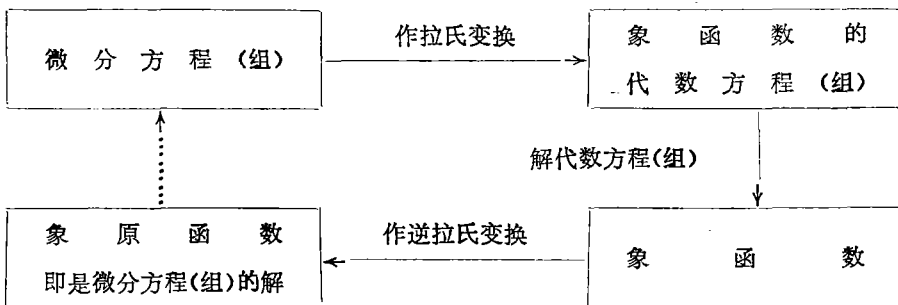 微分方程(组)
作拉氏变换
象函数的
代数方程(组)
解代数方程(组)
象原函数
即是微分方程(组)的解
作逆拉氏变换
象函数